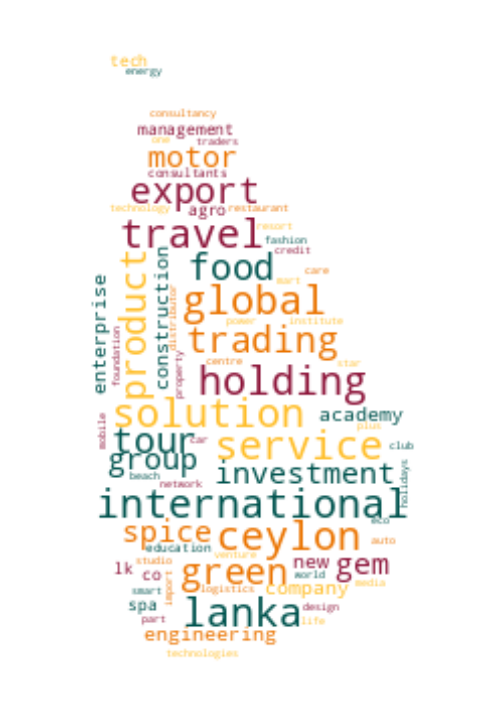 tech
energy
consultancy
management
one traders
motor
consultants
export
technology agro restaurant
travel resort
fashion
credit
product
construction
food
care
enterprise
mart
distributor
global
power institute
foundation
trading
property
centre
star
holding
solution
academy
mobile
plus
tour
car
service
club
group
investment
beach
network
holidays
international
eco
spice
ceylon
auto
education
venture
studio
lk
co
import
green
new
gem
world
media
smart
logistics
company
spa
lanka
design
part
life
engineering
technologies